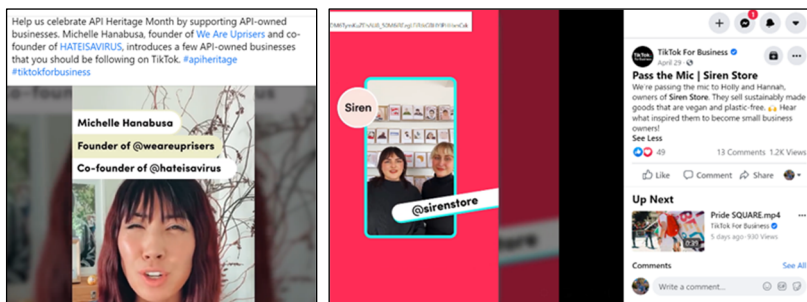 Help us celebrate API Heritage Month by supporting API-owned
businesses. Michelle Hanabusa, founder of We Are Uprisers and co-
founder of HATEISAVIRUS, introduces a few API-owned businesses
that you should be following on TikTok. #apiheritage
#tiktokforbusiness
Michelle Hanabusa
Founder of @weareuprisers
Co-founder of @hateisavirus
Siren
@sirenstore
1
TikTok For Business
April 29
Pass the Mic | Siren Store
We're passing the mic to Holly and Hannah,
owners of Siren Store. They sell sustainably made
goods that are vegan and plastic-free. 🙌 Hear
what inspired them to become small business
owners!
See Less
49
13 Comments 1.2K Views
Like Comment Share
Up Next
Pride SQUARE.mp4
TikTok For Business
5 days ago · 930 Views
0:39
Comments See All
Write a comment...